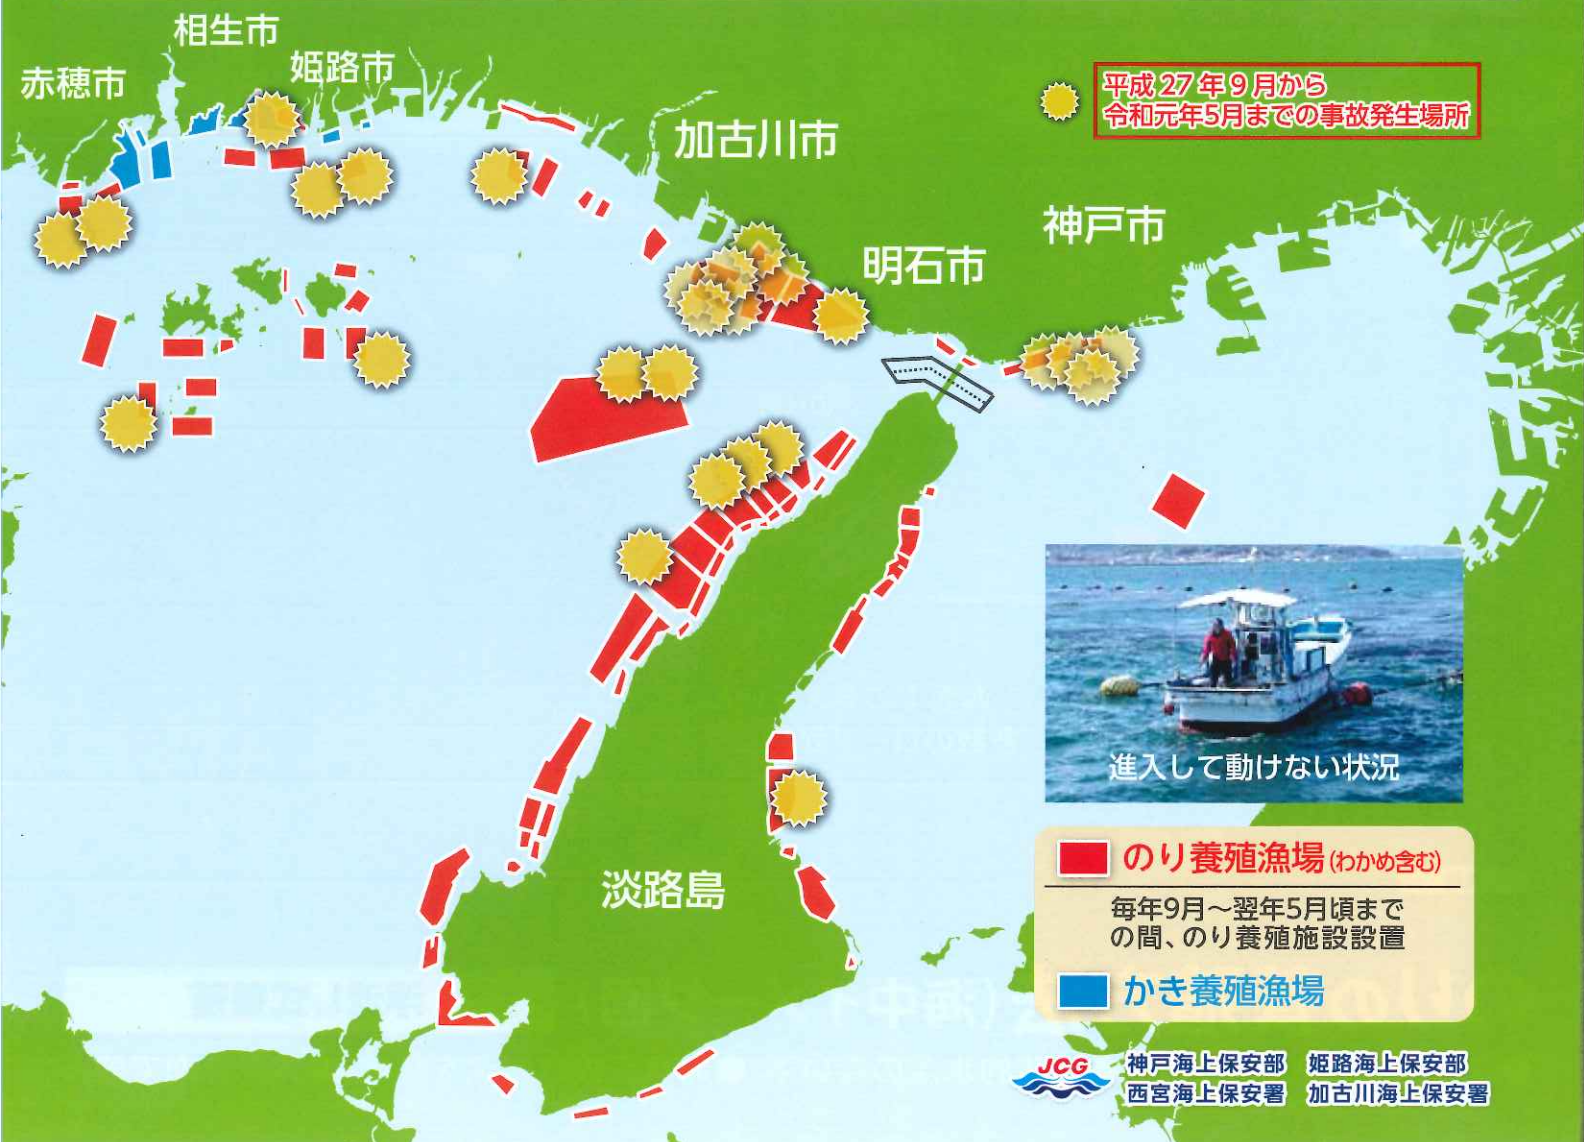 相生市
姫路市
赤穂市
平成27年9月から
令和元年5月までの事故発生場所
加古川市
神戸市
明石市
進入して動けない状況
淡路島
のり養殖漁場(わかめ含む)
毎年9月～翌年5月頃まで
の間、のり養殖施設設置
かき養殖漁場
JCG
神戸海上保安部 姫路海上保安部
西宮海上保安署 加古川海上保安署